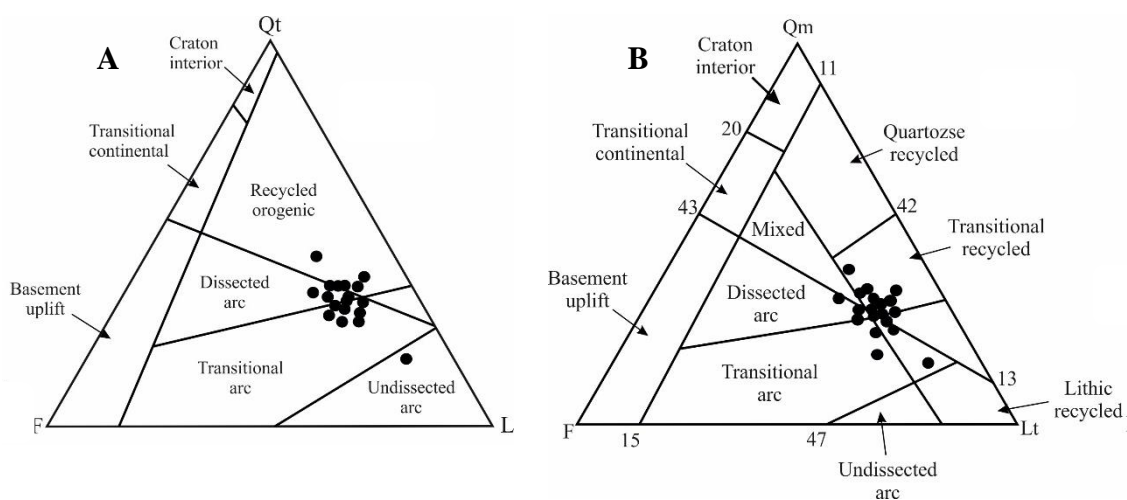 A
Qt
Craton
interior
Transitional
continental
Recycled
orogenic
Dissected
arc
Basement
uplift
Transitional
arc
Undissected
arc
F
L
B
Qm
Craton
interior
11
20
Quartozse
recycled
Transitional
continental
43
42
Mixed
Transitional
recycled
Basement
uplift
Dissected
arc
Transitional
arc
13
Lithic
recycled
F
15
47
Lt
Undissected
arc